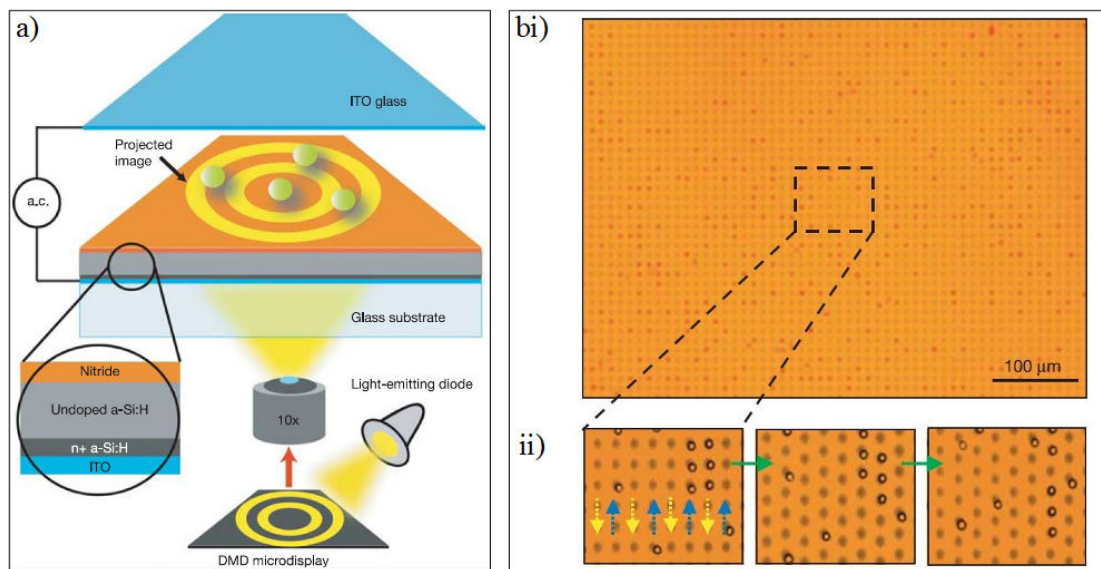 a)
ITO glass
Projected
image
a.c.
Glass substrate
Nitride
Undoped a-Si:H
n+ a-Si:H
ITO
10x
Light-emitting diode
DMD microdisplay
bi)
100 µm
ii)